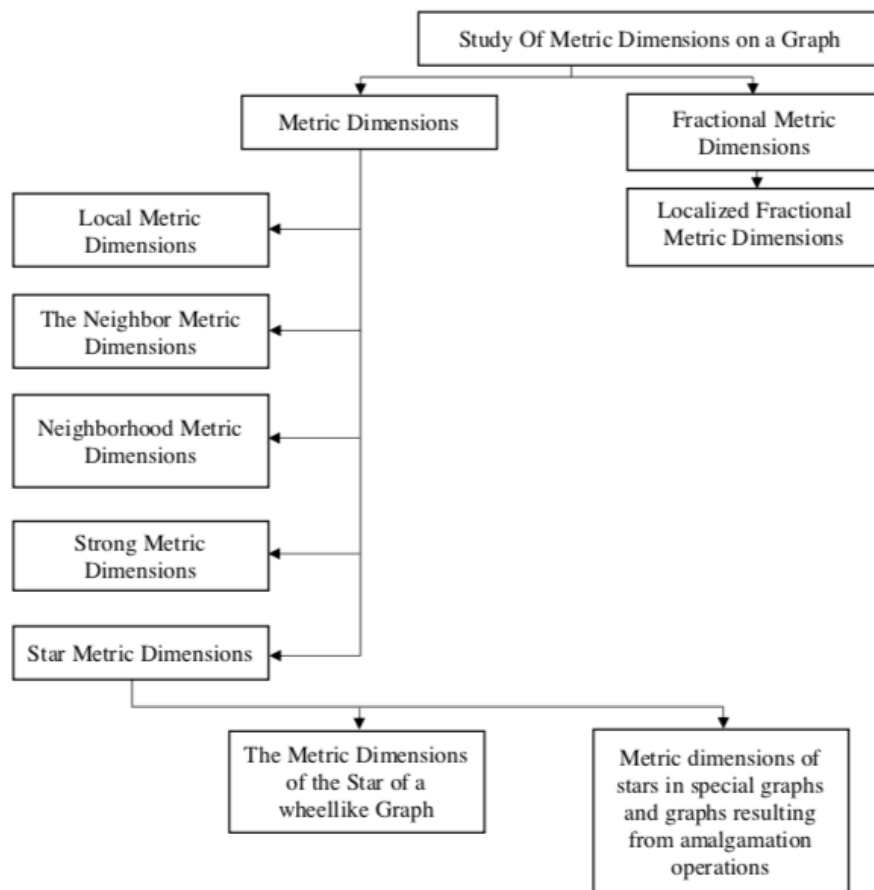 Study Of Metric Dimensions on a Graph
Metric Dimensions
Fractional Metric
Dimensions
Localized Fractional
Metric Dimensions
Local Metric
Dimensions
The Neighbor Metric
Dimensions
Neighborhood Metric
Dimensions
Strong Metric
Dimensions
Star Metric Dimensions
The Metric Dimensions
of the Star of a
wheellike Graph
Metric dimensions of
stars in special graphs
and graphs resulting
from amalgamation
operations